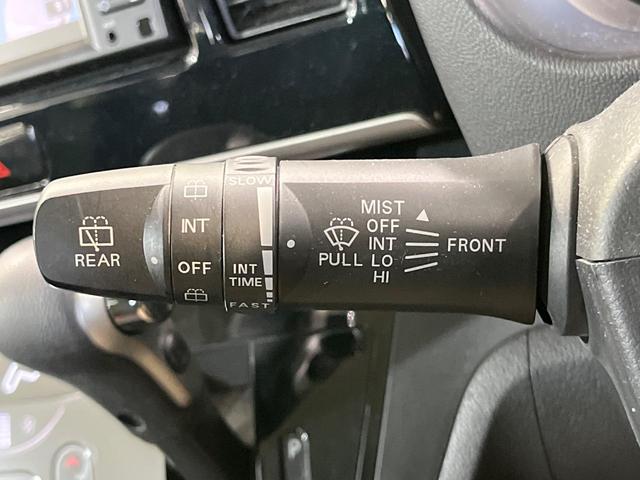 REAR
INT
OFF
SLOW
INT
TIME
FAST
PULL
MIST
OFF
INT
LO
HI
FRONT
P